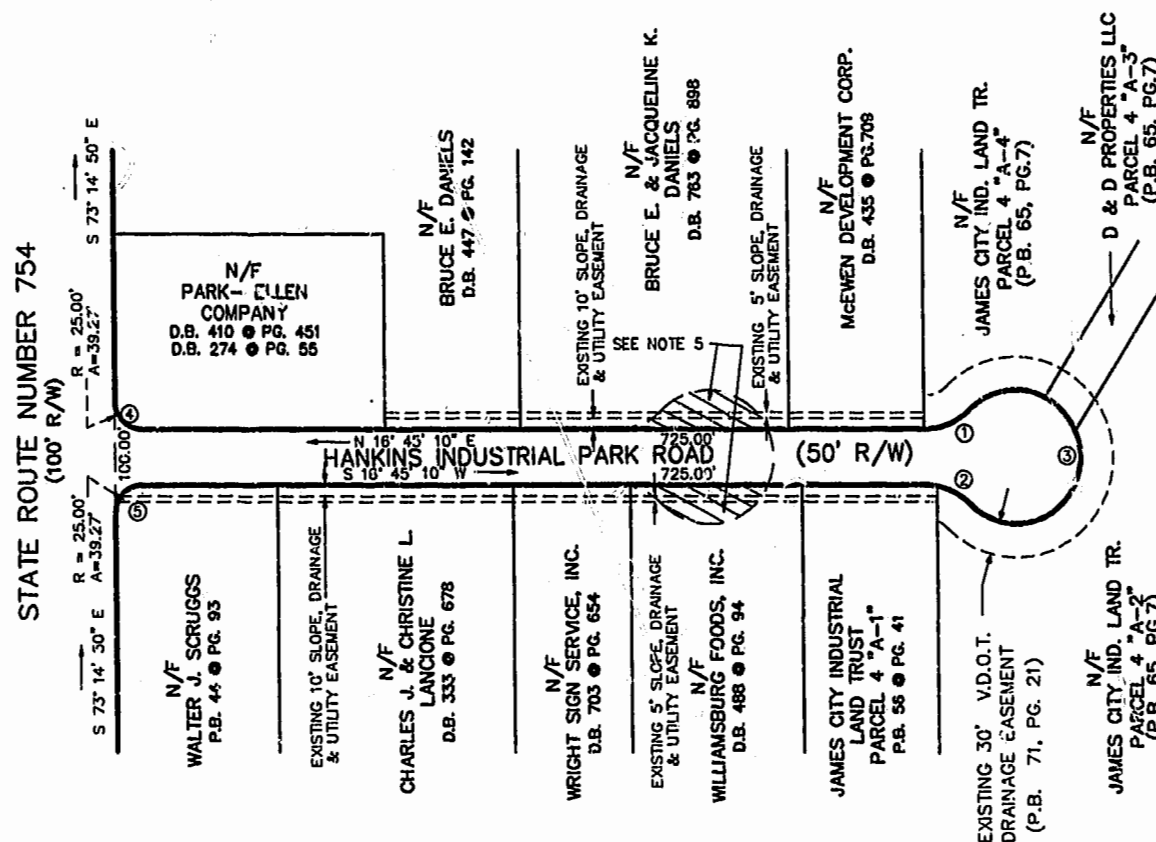 STATE ROUTE NUMBER 754
(100' R/W)
S 73° 14' 30" E
R = 25.00'
A=39.27'
100.00'
R = 25.00'
A=39.27'
S 73° 14' 50" E
④
⑤
N/F
PARK- ELLEN
COMPANY
D.B. 410 @ PG. 451
D.B. 274 @ PG. 55
N/F
BRUCE E. DANIELS
D.B. 447 @ PG. 142
EXISTING 10' SLOPE, DRAINAGE
& UTILITY EASEMENT
N/F
BRUCE E. & JACQUELINE K.
DANIELS
D.B. 763 @ PG. 898
SEE NOTE 5
EXISTING 5' SLOPE, DRAINAGE
& UTILITY EASEMENT
N/F
McEWEN DEVELOPMENT CORP.
D.B. 435 @ PG.709
N/F
JAMES CITY IND. LAND TR.
PARCEL 4 "A-4"
(P.B. 65, PG.7)
N/F
D & D PROPERTIES LLC
PARCEL 4 "A-3"
(P.B. 65, PG.7)
N 16° 45' 10" E
725.00'
HANKINS INDUSTRIAL PARK ROAD
(50' R/W)
S 16° 45' 10" W
725.00'
①
②
③
N/F
WALTER J. SCRUGGS
P.B. 44 @ PG. 93
EXISTING 10' SLOPE, DRAINAGE
& UTILITY EASEMENT
N/F
CHARLES J. & CHRISTINE L.
LANCIONE
D.B. 333 @ PG. 678
N/F
WRIGHT SIGN SERVICE, INC.
D.B. 703 @ PG. 654
EXISTING 5' SLOPE, DRAINAGE
& UTILITY EASEMENT
N/F
WILLIAMSBURG FOODS, INC.
D.B. 488 @ PG. 94
JAMES CITY INDUSTRIAL
LAND TRUST
PARCEL 4 "A-1"
P.B. 56 @ PG. 41
EXISTING 30' V.D.O.T.
DRAINAGE EASEMENT
(P.B. 71, PG. 21)
N/F
JAMES CITY IND. LAND TR.
PARCEL 4 "A-2"
(P.B. 65, PG.7)